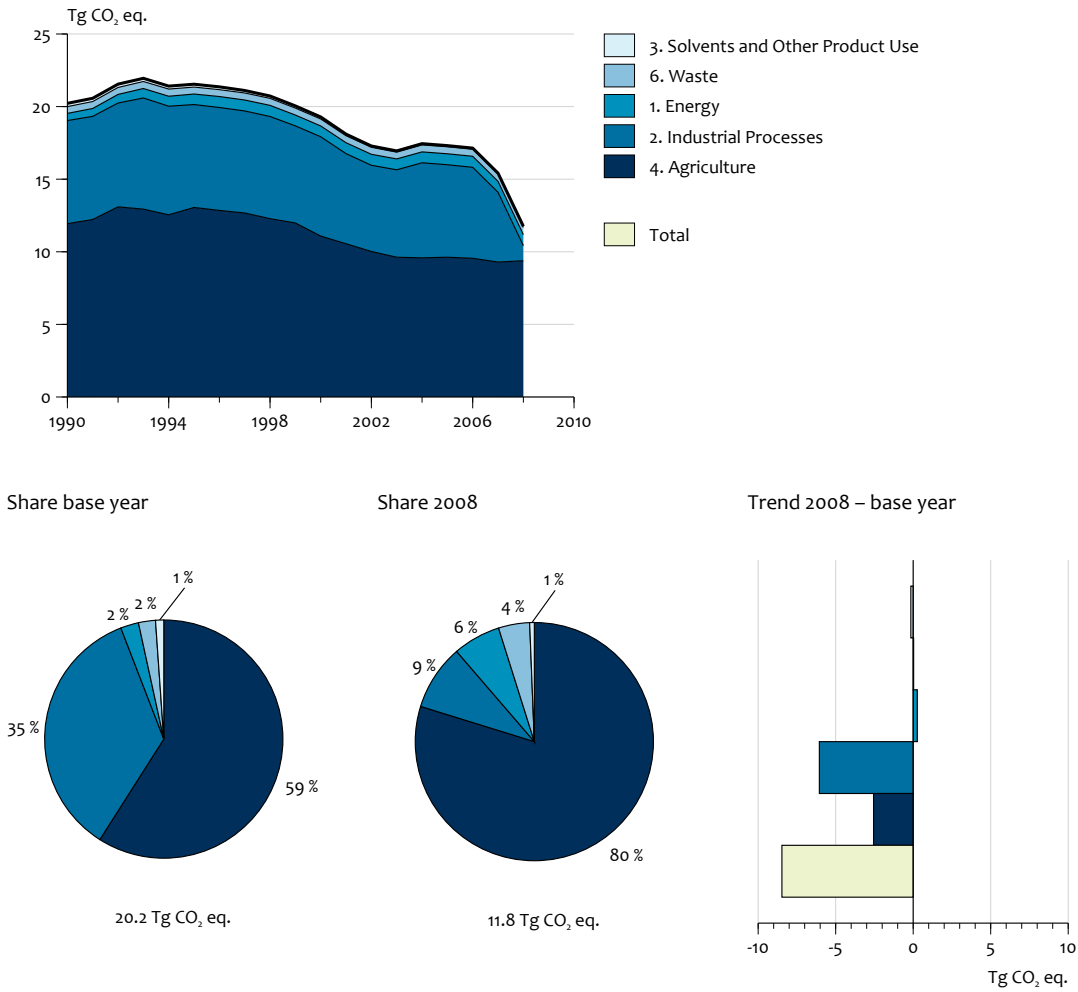 Tg CO₂ eq.
25
20
15
10
5
0
1990 1994 1998 2002 2006 2010
3. Solvents and Other Product Use
6. Waste
1. Energy
2. Industrial Processes
4. Agriculture
Total
Share base year
1 %
2 %
2 %
35 %
59 %
20.2 Tg CO₂ eq.
Share 2008
1 %
4 %
6 %
9 %
80 %
11.8 Tg CO₂ eq.
Trend 2008 – base year
-10 -5 0 5 10
Tg CO₂ eq.